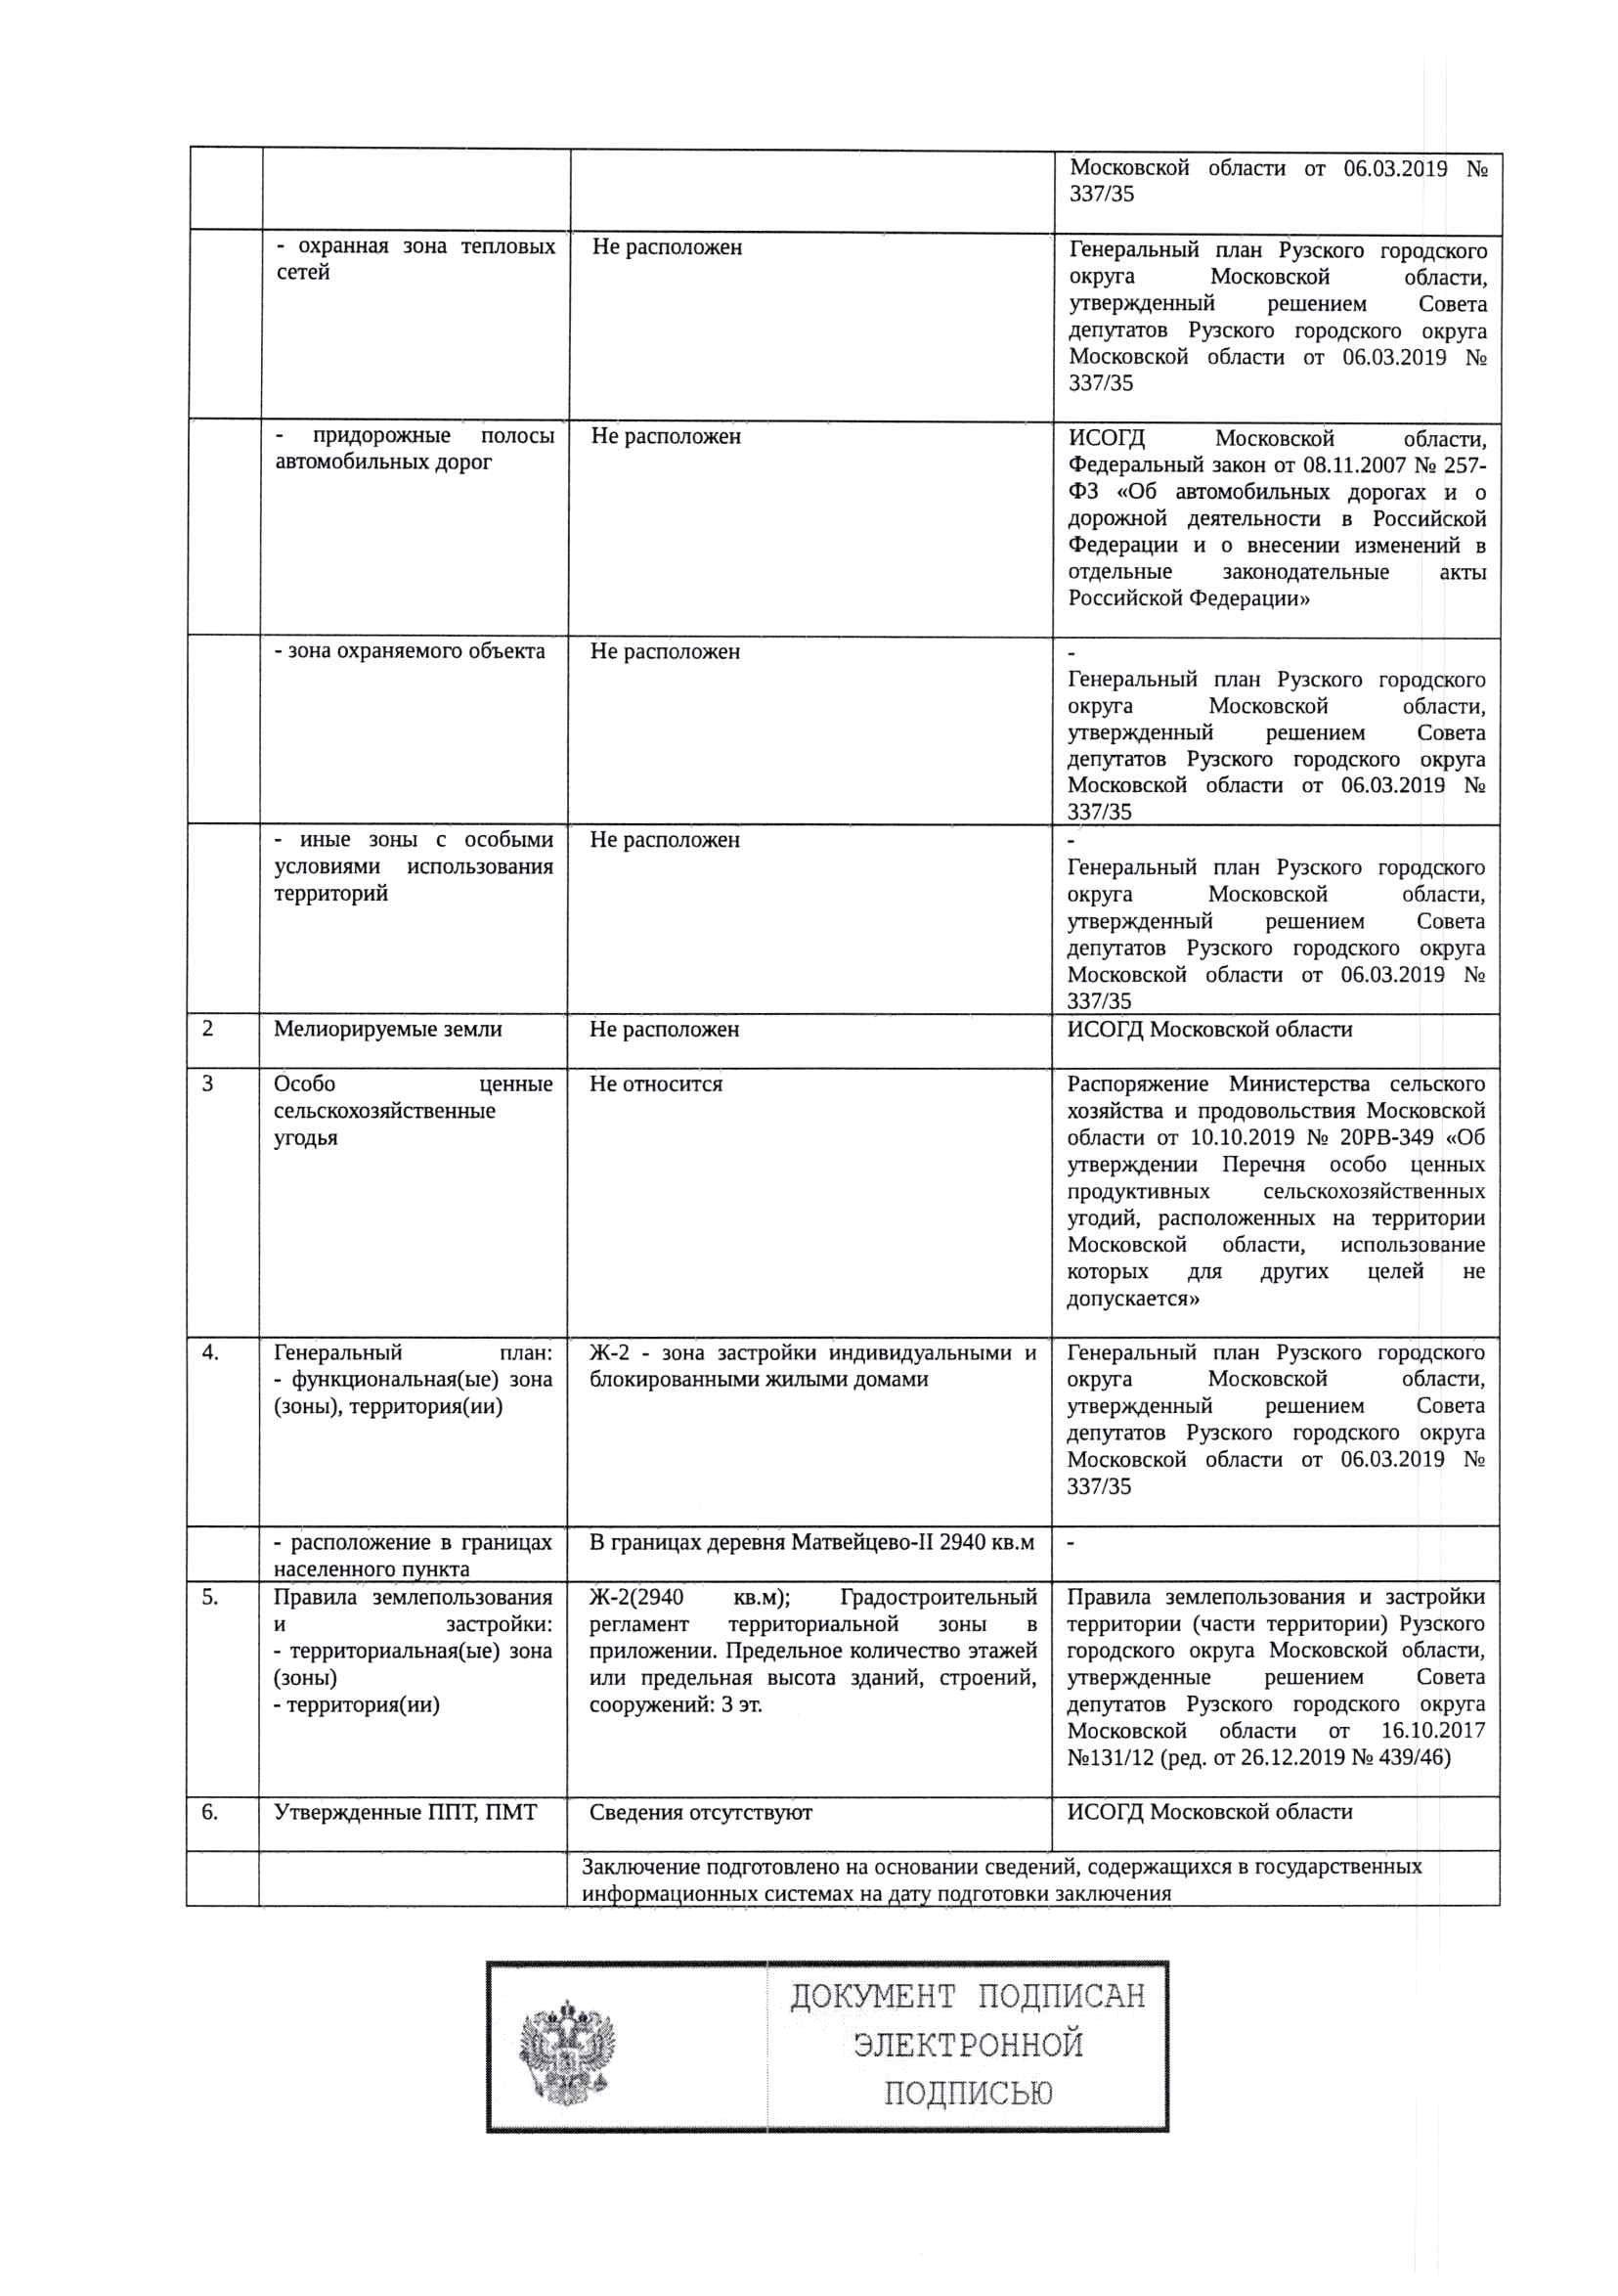 Московской области от 06.03.2019 №
337/35
- охранная зона тепловых
сетей
Не расположен
Генеральный план Рузского городского
округа Московской области,
утвержденный решением Совета
депутатов Рузского городского округа
Московской области от 06.03.2019 №
337/35
- придорожные полосы
автомобильных дорог
Не расположен
ИСОГД Московской области,
Федеральный закон от 08.11.2007 № 257-
ФЗ «Об автомобильных дорогах и о
дорожной деятельности в Российской
Федерации и о внесении изменений в
отдельные законодательные акты
Российской Федерации»
- зона охраняемого объекта
Не расположен
-
Генеральный план Рузского городского
округа Московской области,
утвержденный решением Совета
депутатов Рузского городского округа
Московской области от 06.03.2019 №
337/35
- иные зоны с особыми
условиями использования
территорий
Не расположен
-
Генеральный план Рузского городского
округа Московской области,
утвержденный решением Совета
депутатов Рузского городского округа
Московской области от 06.03.2019 №
337/35
2
Мелиорируемые земли
Не расположен
ИСОГД Московской области
3
Особо ценные
сельскохозяйственные
угодья
Не относится
Распоряжение Министерства сельского
хозяйства и продовольствия Московской
области от 10.10.2019 № 20РВ-349 «Об
утверждении Перечня особо ценных
продуктивных сельскохозяйственных
угодий, расположенных на территории
Московской области, использование
которых для других целей не
допускается»
4.
Генеральный план:
- функциональная(ые) зона
(зоны), территория(ии)
Ж-2 - зона застройки индивидуальными и
блокированными жилыми домами
Генеральный план Рузского городского
округа Московской области,
утвержденный решением Совета
депутатов Рузского городского округа
Московской области от 06.03.2019 №
337/35
- расположение в границах
населенного пункта
В границах деревня Матвейцево-II 2940 кв.м
-
5.
Правила землепользования
и застройки:
- территориальная(ые) зона
(зоны)
- территория(ии)
Ж-2(2940 кв.м); Градостроительный
регламент территориальной зоны в
приложении. Предельное количество этажей
или предельная высота зданий, строений,
сооружений: 3 эт.
Правила землепользования и застройки
территории (части территории) Рузского
городского округа Московской области,
утвержденные решением Совета
депутатов Рузского городского округа
Московской области от 16.10.2017
№131/12 (ред. от 26.12.2019 № 439/46)
6.
Утвержденные ППТ, ПМТ
Сведения отсутствуют
ИСОГД Московской области
Заключение подготовлено на основании сведений, содержащихся в государственных
информационных системах на дату подготовки заключения
ДОКУМЕНТ ПОДПИСАН
ЭЛЕКТРОННОЙ
ПОДПИСЬЮ